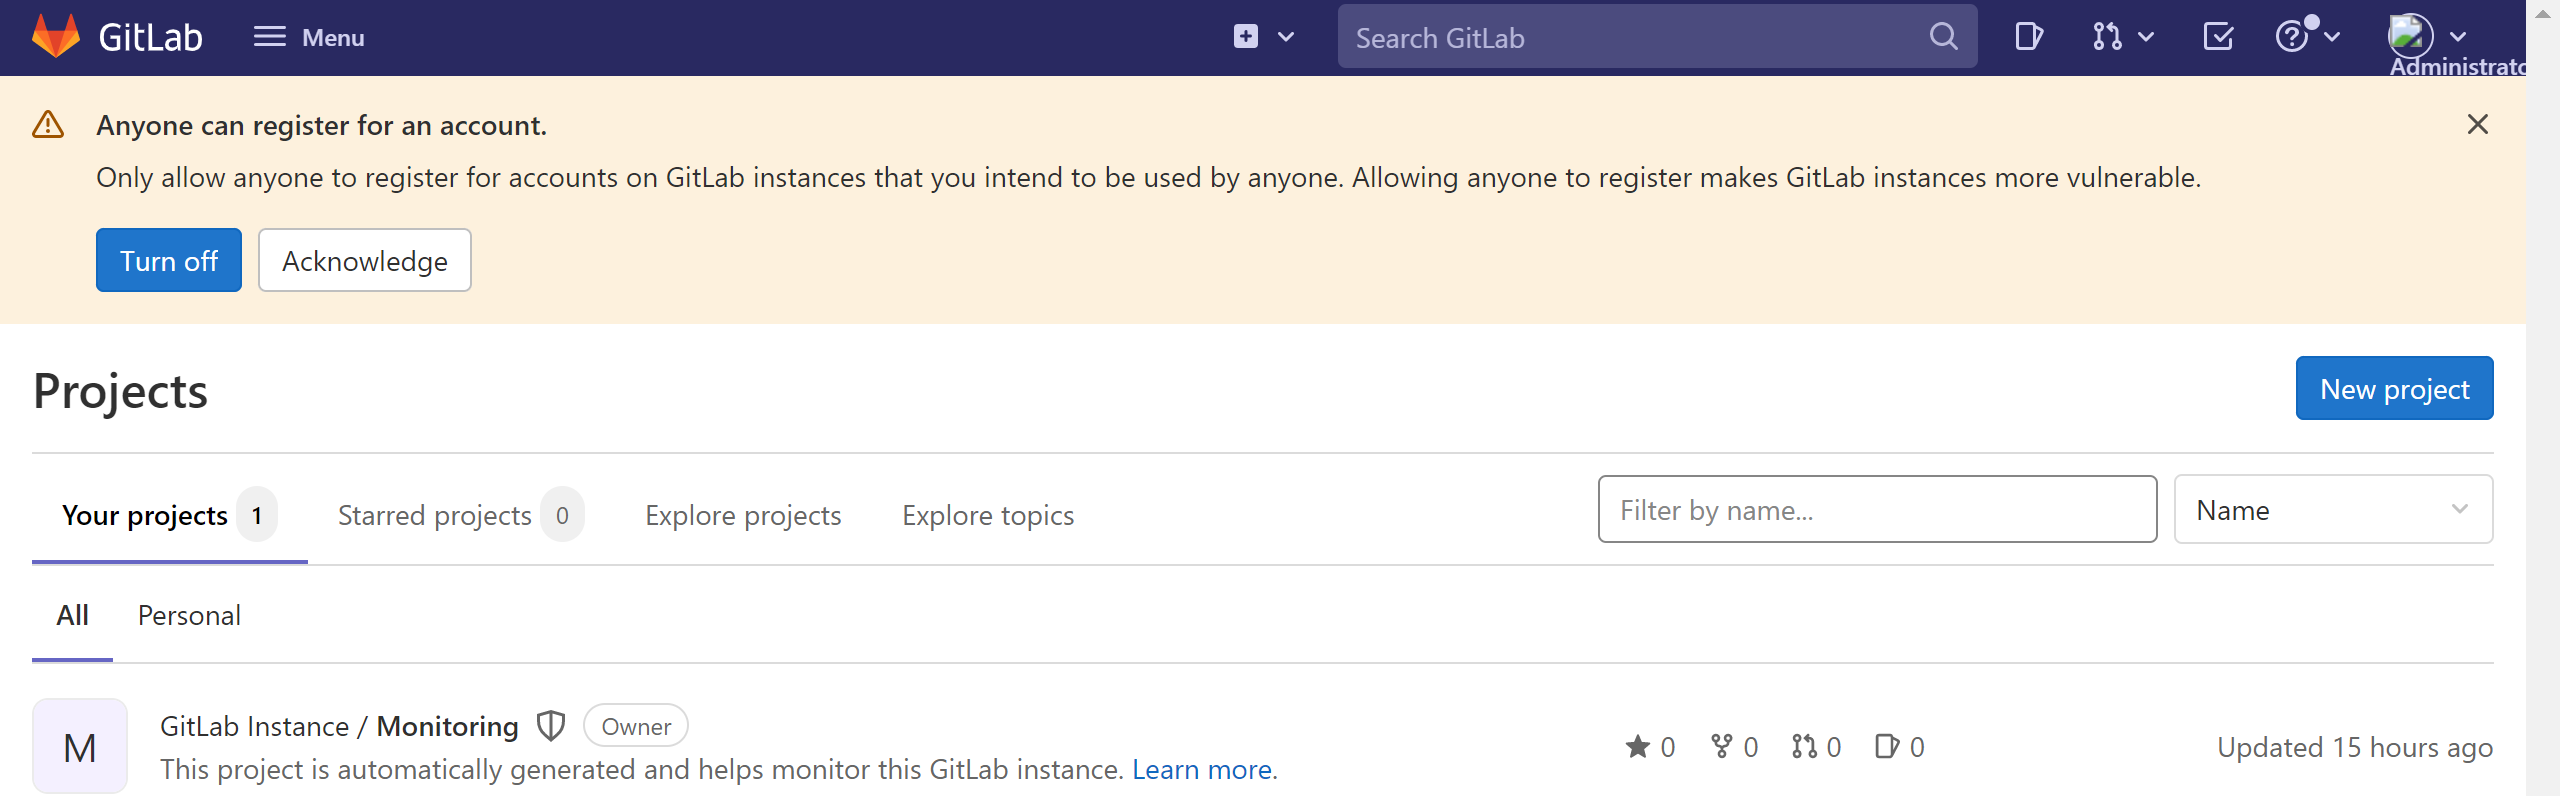 GitLab Menu Search GitLab
Administrato
Anyone can register for an account.
Only allow anyone to register for accounts on GitLab instances that you intend to be used by anyone. Allowing anyone to register makes GitLab instances more vulnerable.
Turn off Acknowledge
Projects New project
Your projects 1 Starred projects 0 Explore projects Explore topics Filter by name... Name
All Personal
M
GitLab Instance / Monitoring Owner
This project is automatically generated and helps monitor this GitLab instance. Learn more.
0 0 0 0 Updated 15 hours ago